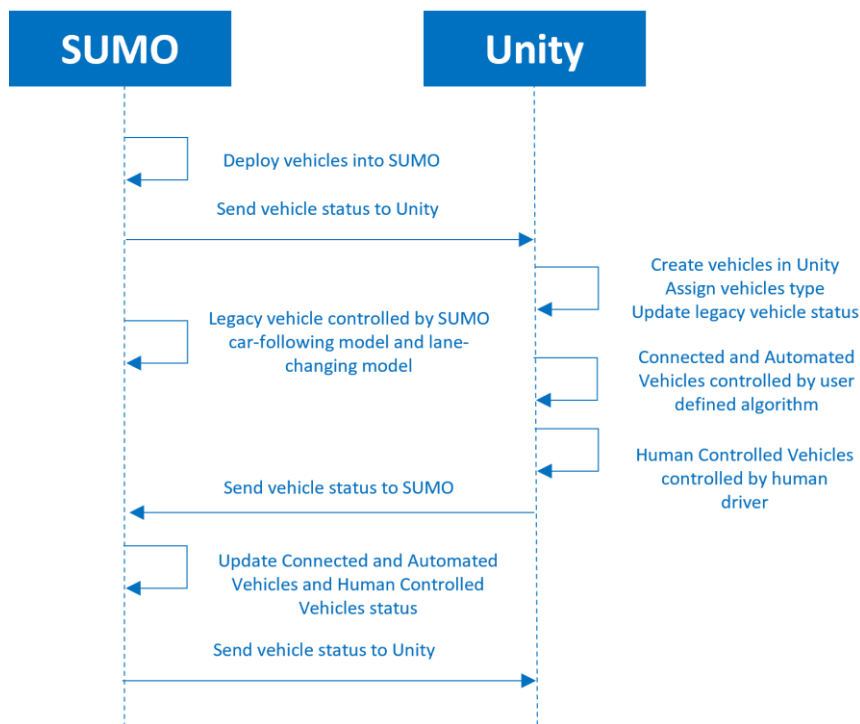 SUMO
Unity
Deploy vehicles into SUMO
Send vehicle status to Unity
Create vehicles in Unity
Assign vehicles type
Update legacy vehicle status
Legacy vehicle controlled by SUMO
car-following model and lane-
changing model
Connected and Automated
Vehicles controlled by user
defined algorithm
Human Controlled Vehicles
controlled by human
driver
Send vehicle status to SUMO
Update Connected and Automated
Vehicles and Human Controlled
Vehicles status
Send vehicle status to Unity